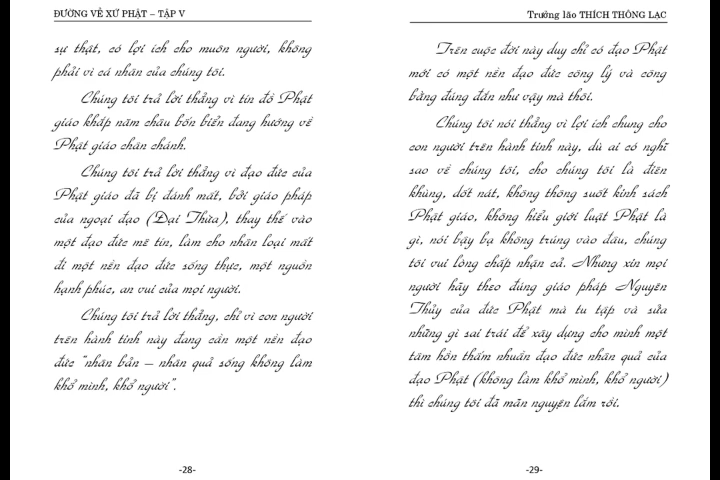 ĐƯỜNG VỀ XỨ PHẬT – TẬP V
sự thật, có lợi ích cho muôn người, không
phải vì cá nhân của chúng tôi.
Chúng tôi trả lời thẳng vì tín đồ Phật
giáo khắp năm châu bốn biển đang hướng về
Phật giáo chân chánh.
Chúng tôi trả lời thẳng vì đạo đức của
Phật giáo đã bị đánh mất, bởi giáo pháp
của ngoại đạo (Đại Thừa), thay thế vào
một đạo đức mê tín, làm cho nhân loại mất
đi một nền đạo đức sống thực, một nguồn
hạnh phúc, an vui của mọi người.
Chúng tôi trả lời thẳng, chỉ vì con người
trên hành tinh này đang cần một nền đạo
đức “nhân bản – nhân quả sống không làm
khổ mình, khổ người”.
-28-
Trưởng lão THÍCH THÔNG LẠC
Trên cuộc đời này duy chỉ có đạo Phật
mới có một nền đạo đức công lý và công
bằng đúng đắn như vậy mà thôi.
Chúng tôi nói thẳng vì lợi ích chung cho
con người trên hành tinh này, dù ai có nghĩ
sao về chúng tôi, cho chúng tôi là điên
khùng, dốt nát, không thông suốt kinh sách
Phật giáo, không hiểu giới luật Phật là
gì, nói bậy bạ không trúng vào đâu, chúng
tôi vui lòng chấp nhận cả. Nhưng xin mọi
người hãy theo đúng giáo pháp Nguyên
Thủy của đức Phật mà tu tập và sửa
những gì sai trái để xây dựng cho mình một
tâm hồn thấm nhuần đạo đức nhân quả của
đạo Phật (không làm khổ mình, khổ người)
thì chúng tôi đã mãn nguyện lắm rồi.
-29-